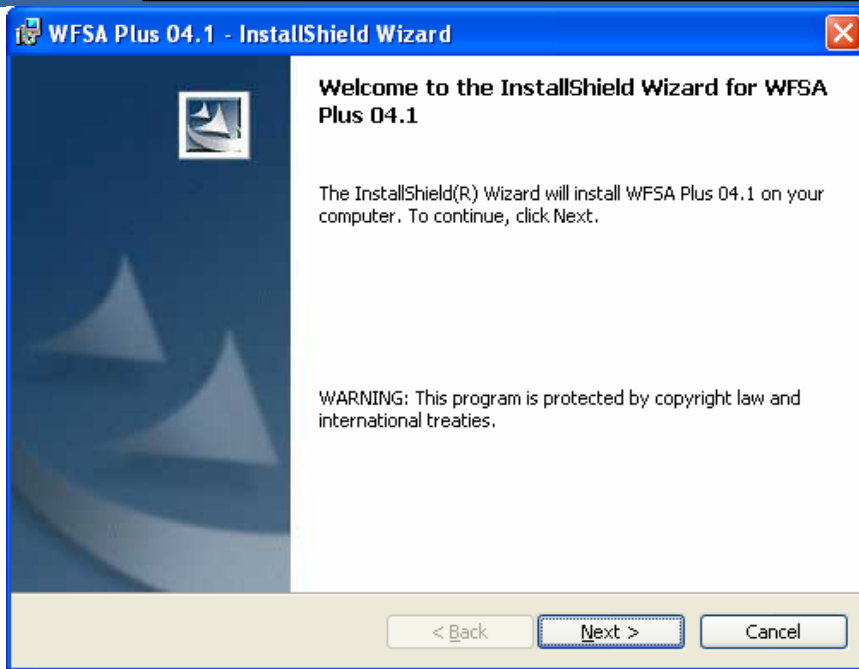 WFSA Plus 04.1 - InstallShield Wizard
Welcome to the InstallShield Wizard for WFSA
Plus 04.1
The InstallShield(R) Wizard will install WFSA Plus 04.1 on your
computer. To continue, click Next.
WARNING: This program is protected by copyright law and
international treaties.
< Back Next > Cancel